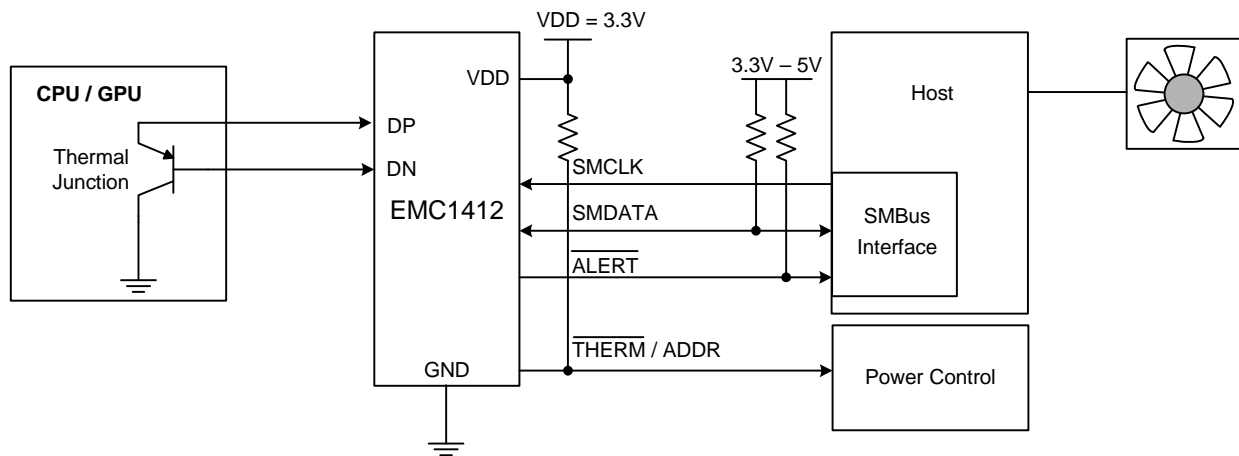 VDD = 3.3V
CPU / GPU
Thermal
Junction
VDD
DP
DN
EMC1412
GND
3.3V – 5V
SMCLK
SMDATA
ALERT
THERM / ADDR
Host
SMBus
Interface
Power Control